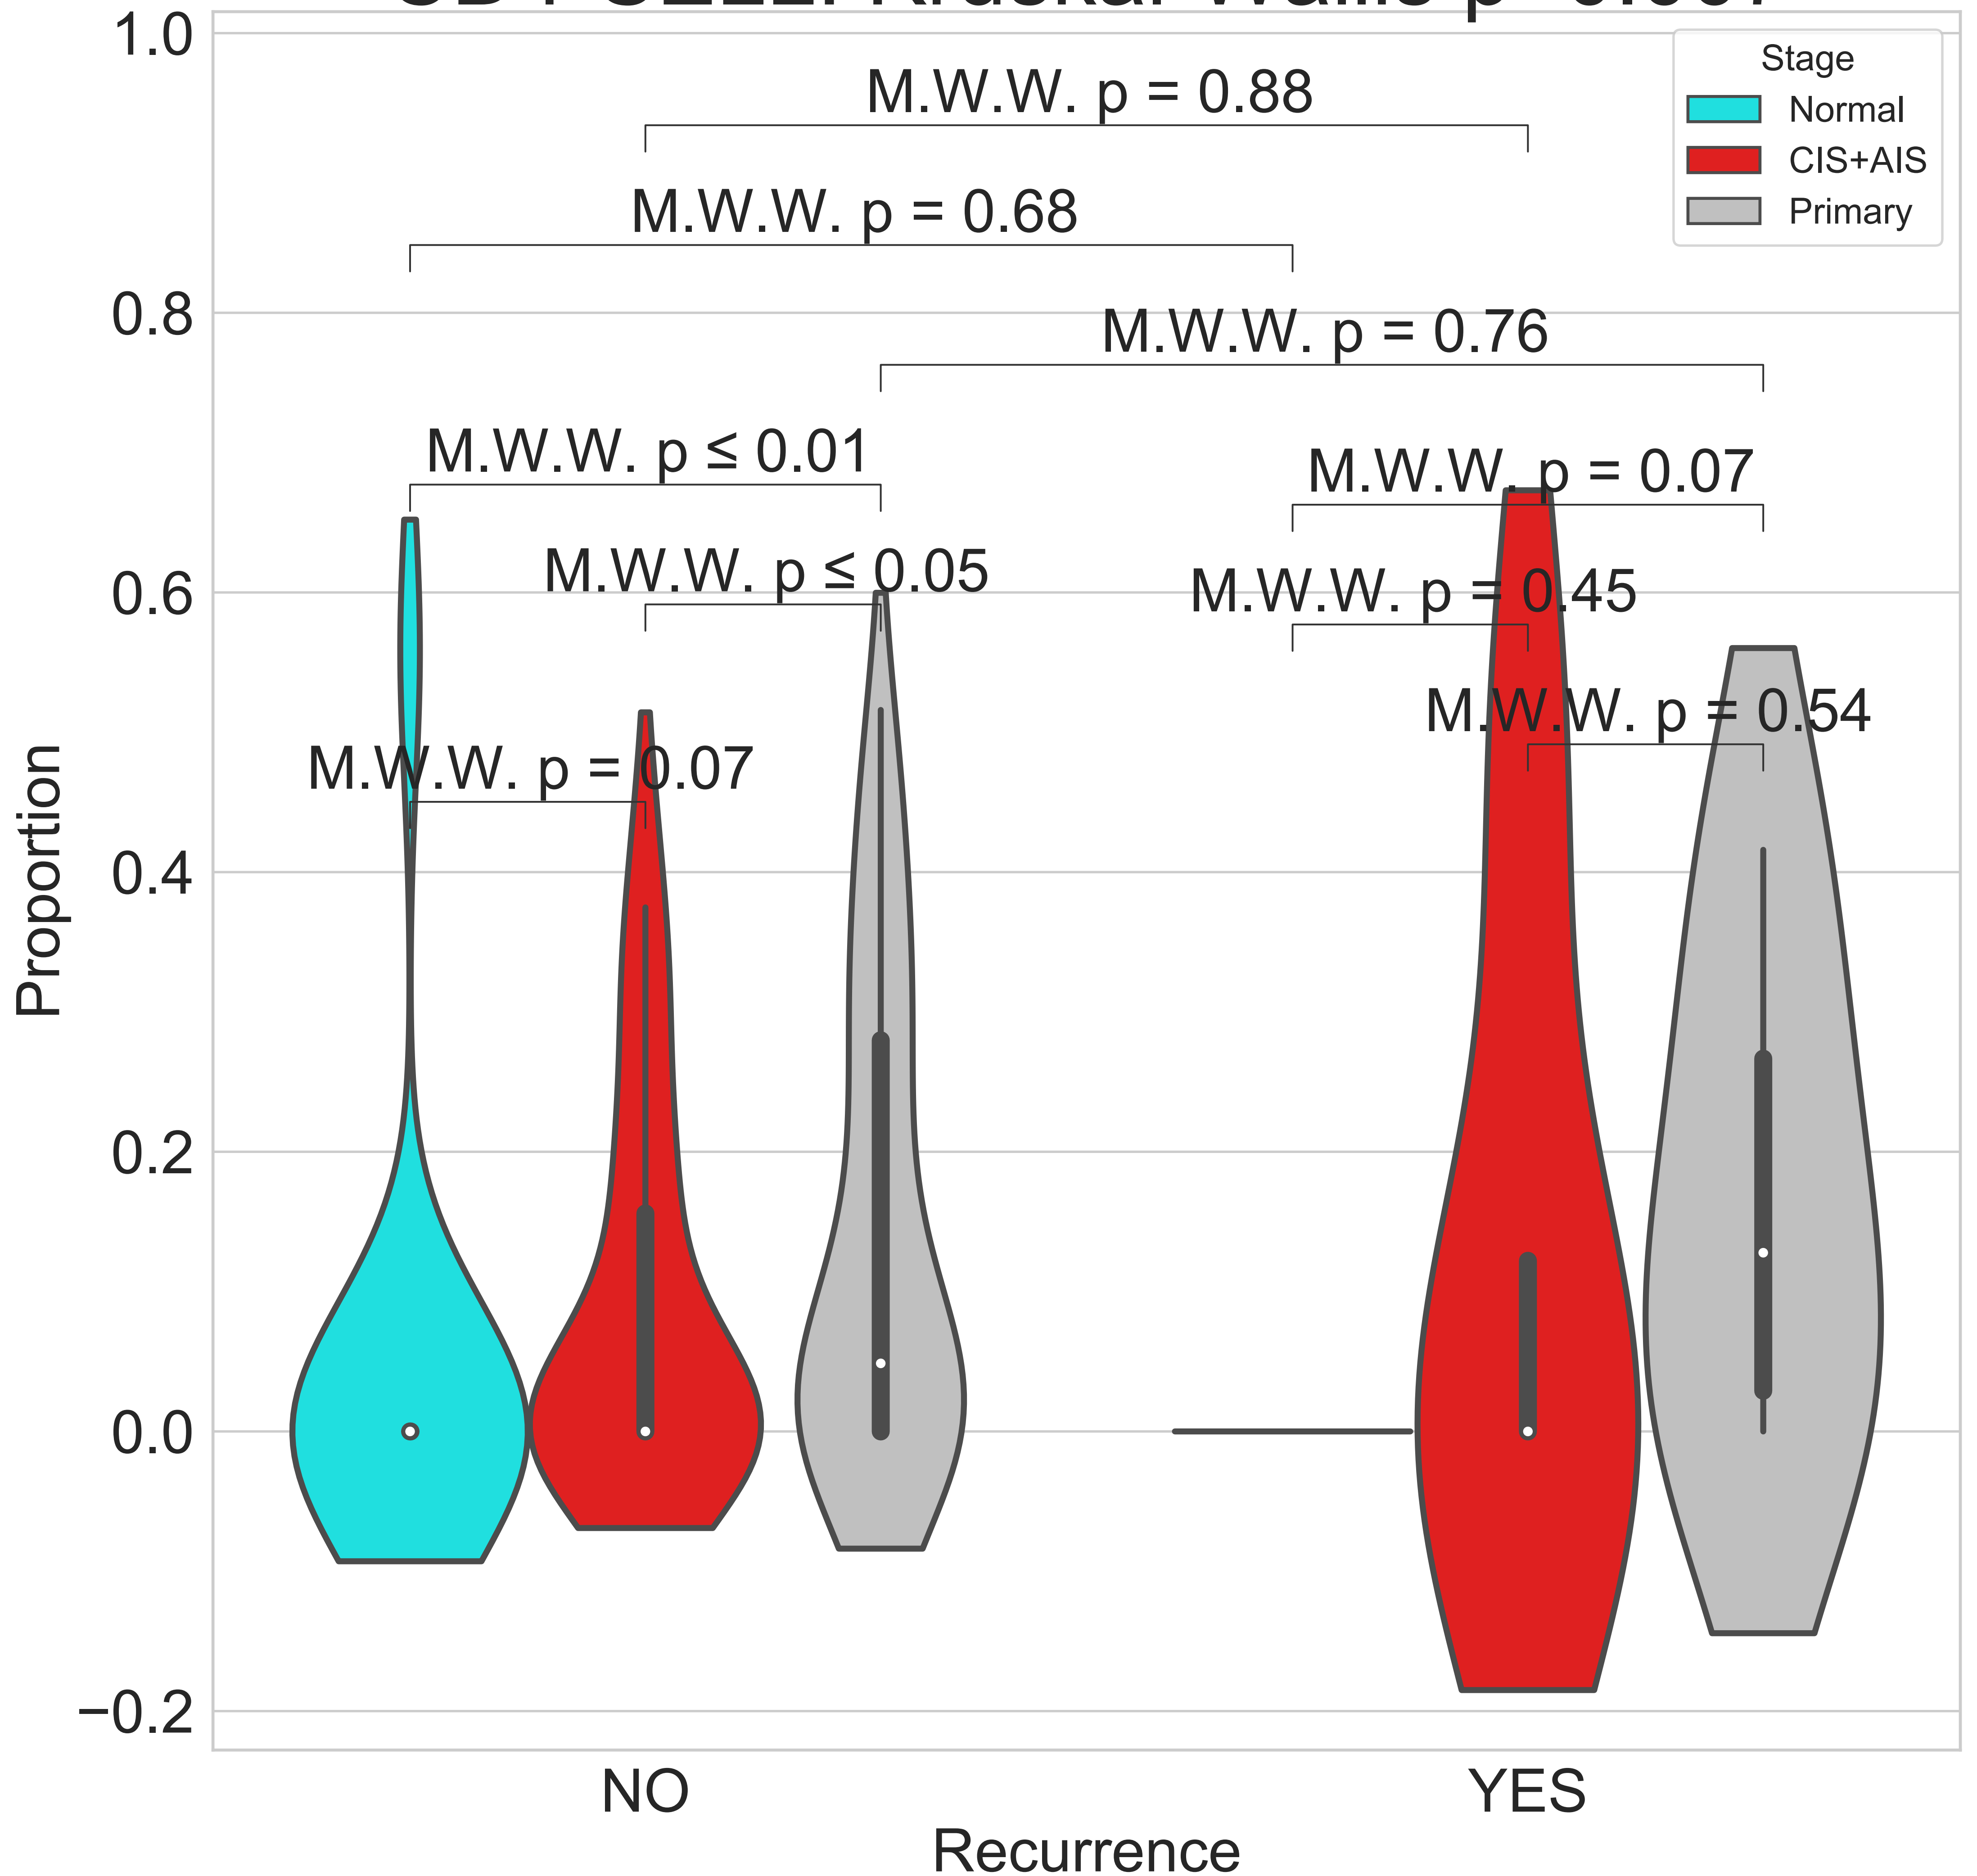 1.0
M.W.W. p = 0.88
Stage
Normal
CIS+AIS
Primary
M.W.W. p = 0.68
0.8
M.W.W. p = 0.76
M.W.W. p ≤ 0.01
M.W.W. p = 0.07
M.W.W. p ≤ 0.05
M.W.W. p = 0.45
0.6
M.W.W. p = 0.54
M.W.W. p = 0.07
Proportion
0.4
0.2
0.0
−0.2
NO
YES
Recurrence